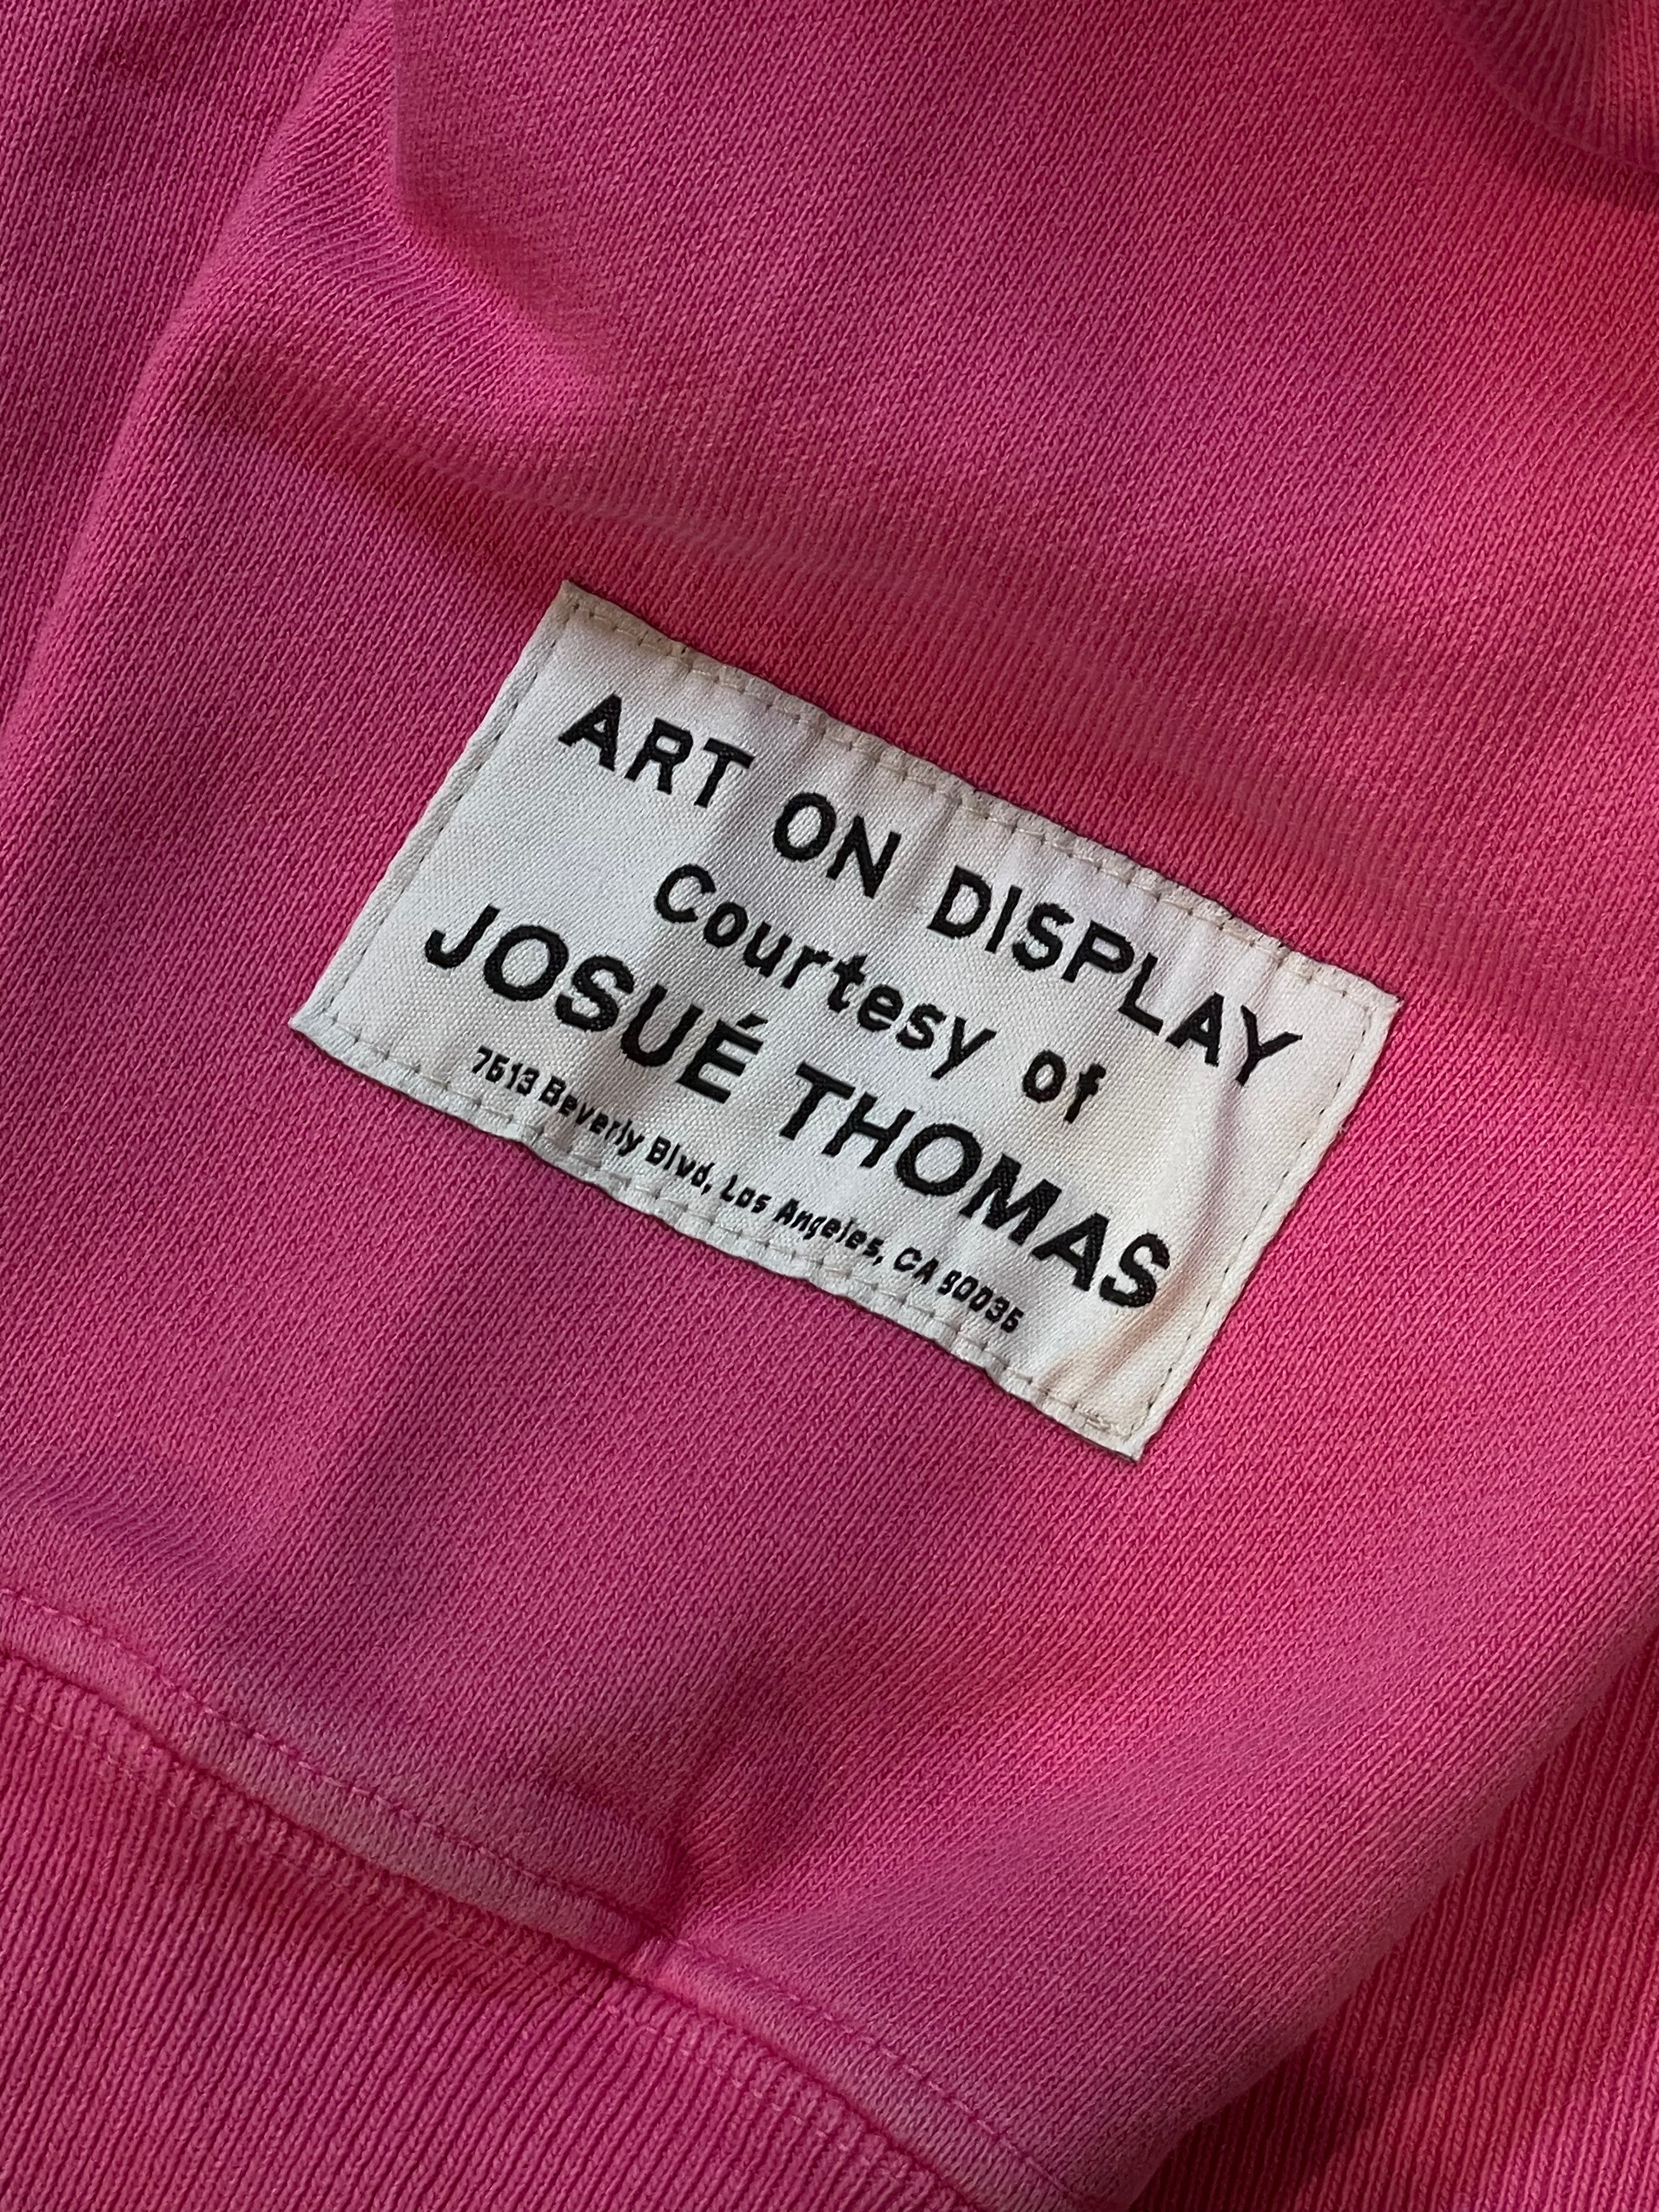 ART ON DISPLAY
Courtesy of
JOSUÉ THOMAS
7513 Beverly Blvd, Los Angeles, CA 90036